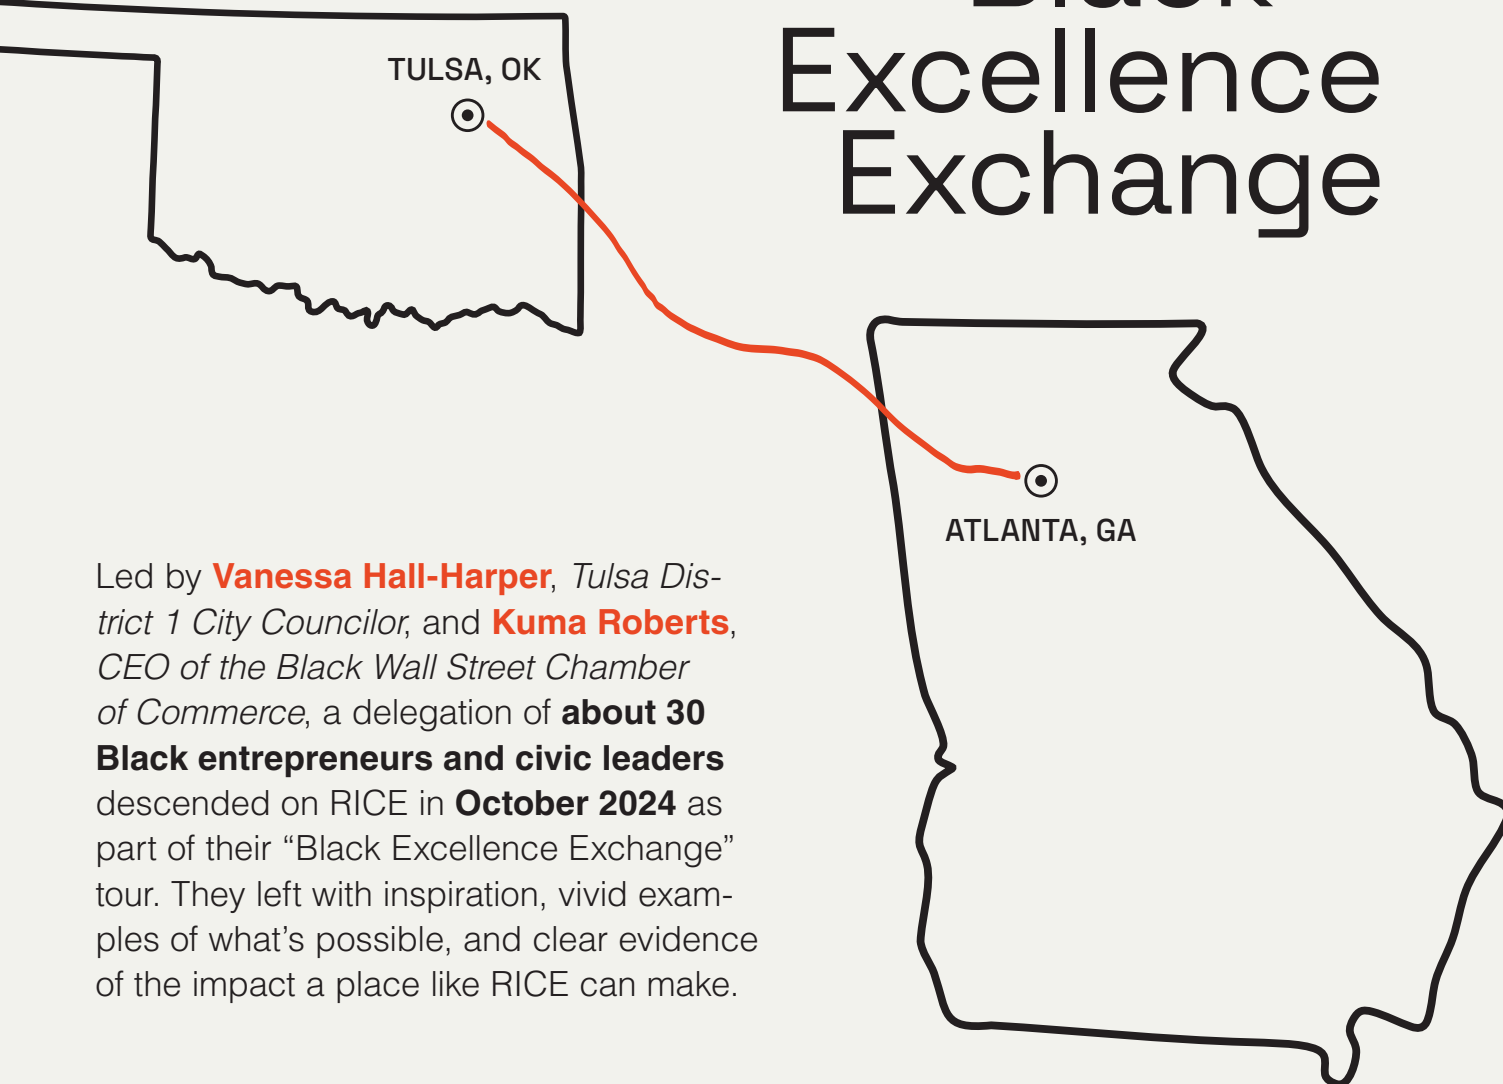 Black
Excellence
Exchange
TULSA, OK
ATLANTA, GA
Led by Vanessa Hall-Harper, Tulsa Dis-
trict 1 City Councilor, and Kuma Roberts,
CEO of the Black Wall Street Chamber
of Commerce, a delegation of about 30
Black entrepreneurs and civic leaders
descended on RICE in October 2024 as
part of their “Black Excellence Exchange”
tour. They left with inspiration, vivid exam-
ples of what’s possible, and clear evidence
of the impact a place like RICE can make.